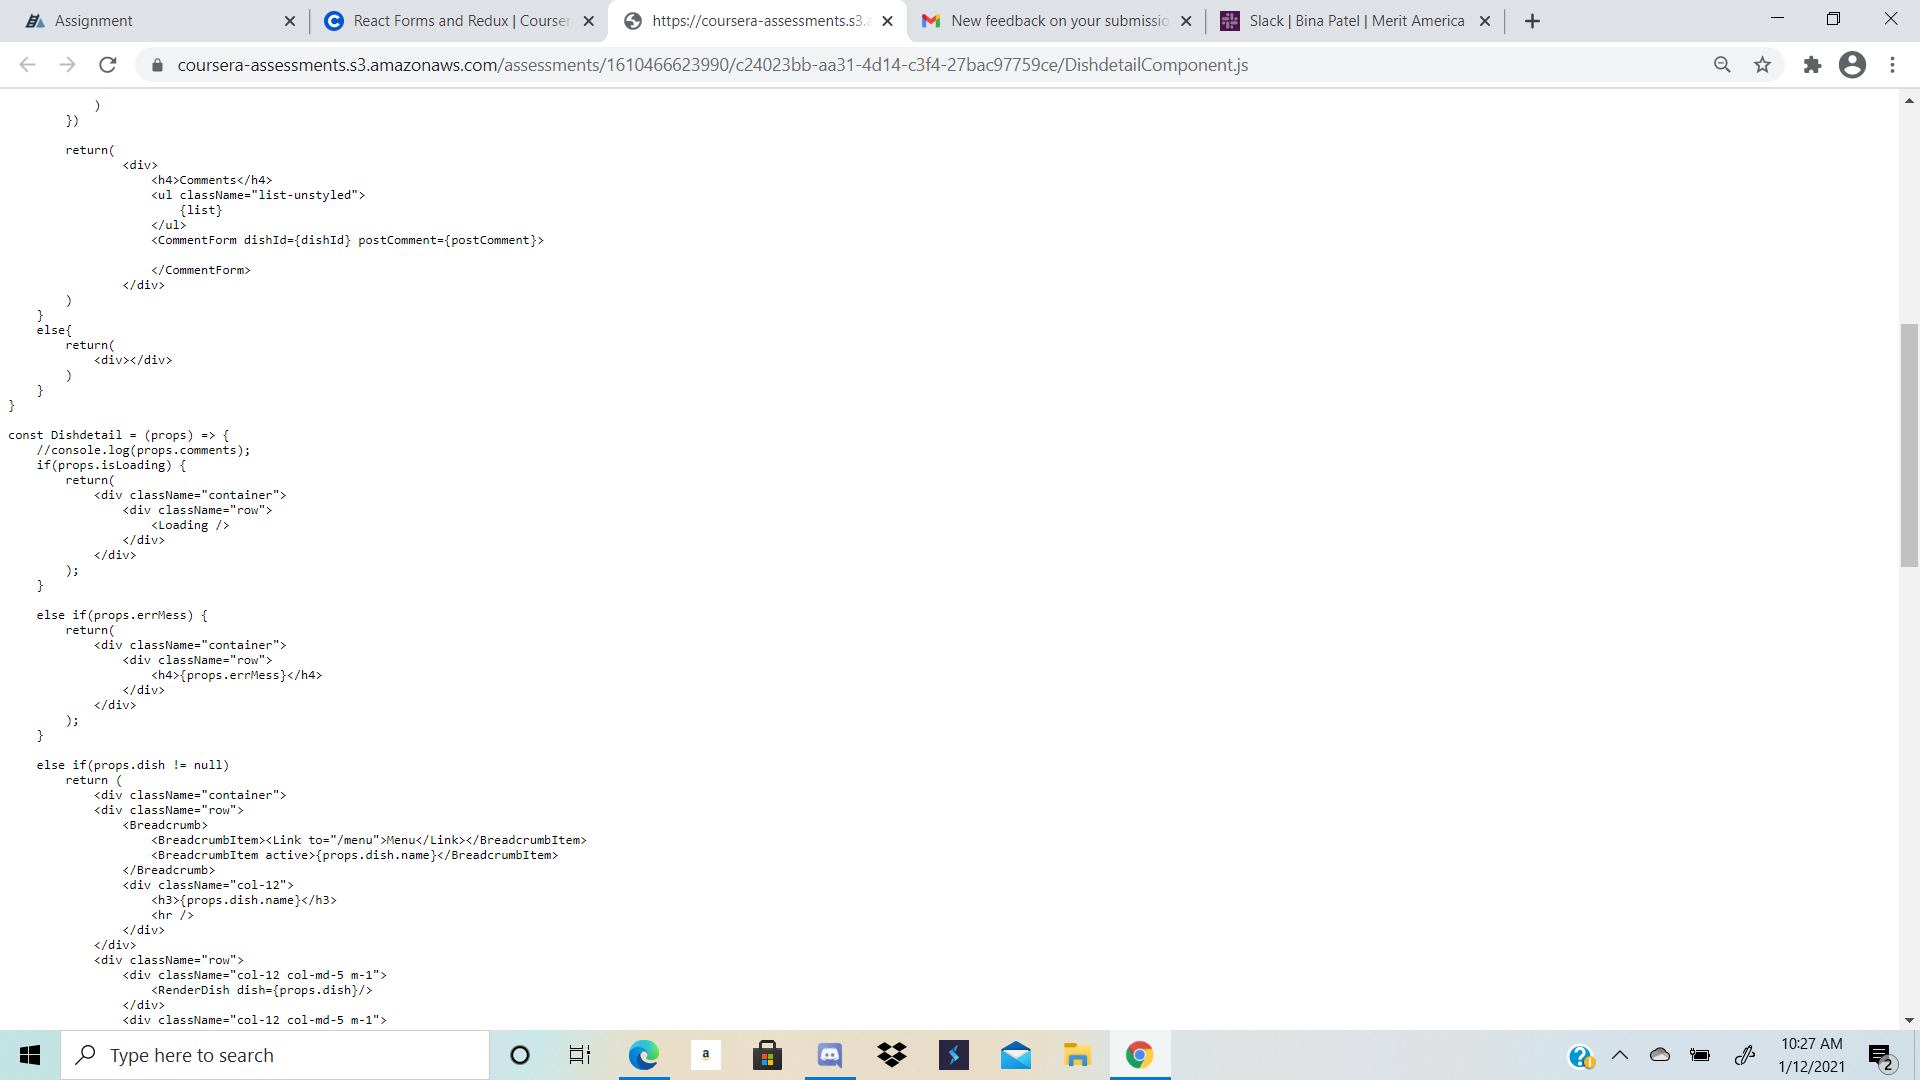 Assignment
React Forms and Redux | Courser
https://coursera-assessments.s3.a
New feedback on your submissio
Slack | Bina Patel | Merit America
coursera-assessments.s3.amazonaws.com/assessments/1610466623990/c24023bb-aa31-4d14-c3f4-27bac97759ce/DishdetailComponent.js
)
})
return(
<div>
<h4>Comments</h4>
<ul className="list-unstyled">
{list}
</ul>
<CommentForm dishId={dishId} postComment={postComment}>
</CommentForm>
</div>
)
}
else{
return(
<div></div>
)
}
}
const Dishdetail = (props) => {
//console.log(props.comments);
if(props.isLoading) {
return(
<div className="container">
<div className="row">
<Loading />
</div>
</div>
);
}
else if(props.errMess) {
return(
<div className="container">
<div className="row">
<h4>{props.errMess}</h4>
</div>
</div>
);
}
else if(props.dish != null)
return (
<div className="container">
<div className="row">
<Breadcrumb>
<BreadcrumbItem><Link to="/menu">Menu</Link></BreadcrumbItem>
<BreadcrumbItem active>{props.dish.name}</BreadcrumbItem>
</Breadcrumb>
<div className="col-12">
<h3>{props.dish.name}</h3>
<hr />
</div>
</div>
<div className="row">
<div className="col-12 col-md-5 m-1">
<RenderDish dish={props.dish}/>
</div>
<div className="col-12 col-md-5 m-1">
Type here to search
a
10:27 AM
1/12/2021
2